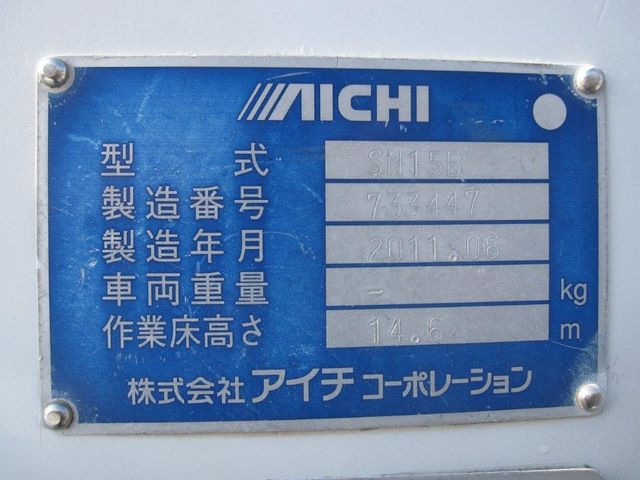 AICHI
型式 SN15B
製造番号 733447
製造年月 2011.06
車両重量 - kg
作業床高さ 14.6 m
株式会社 アイチ コーポレーション